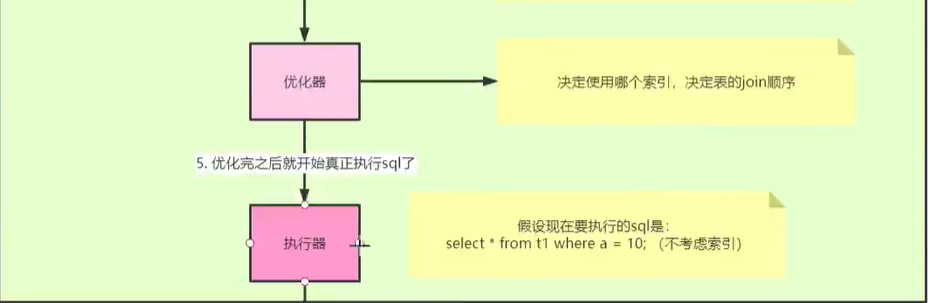 优化器
决定使用哪个索引，决定表的join顺序
5. 优化完之后就开始真正执行sql了
执行器
假设现在要执行的sql是：
select * from t1 where a = 10; （不考虑索引）